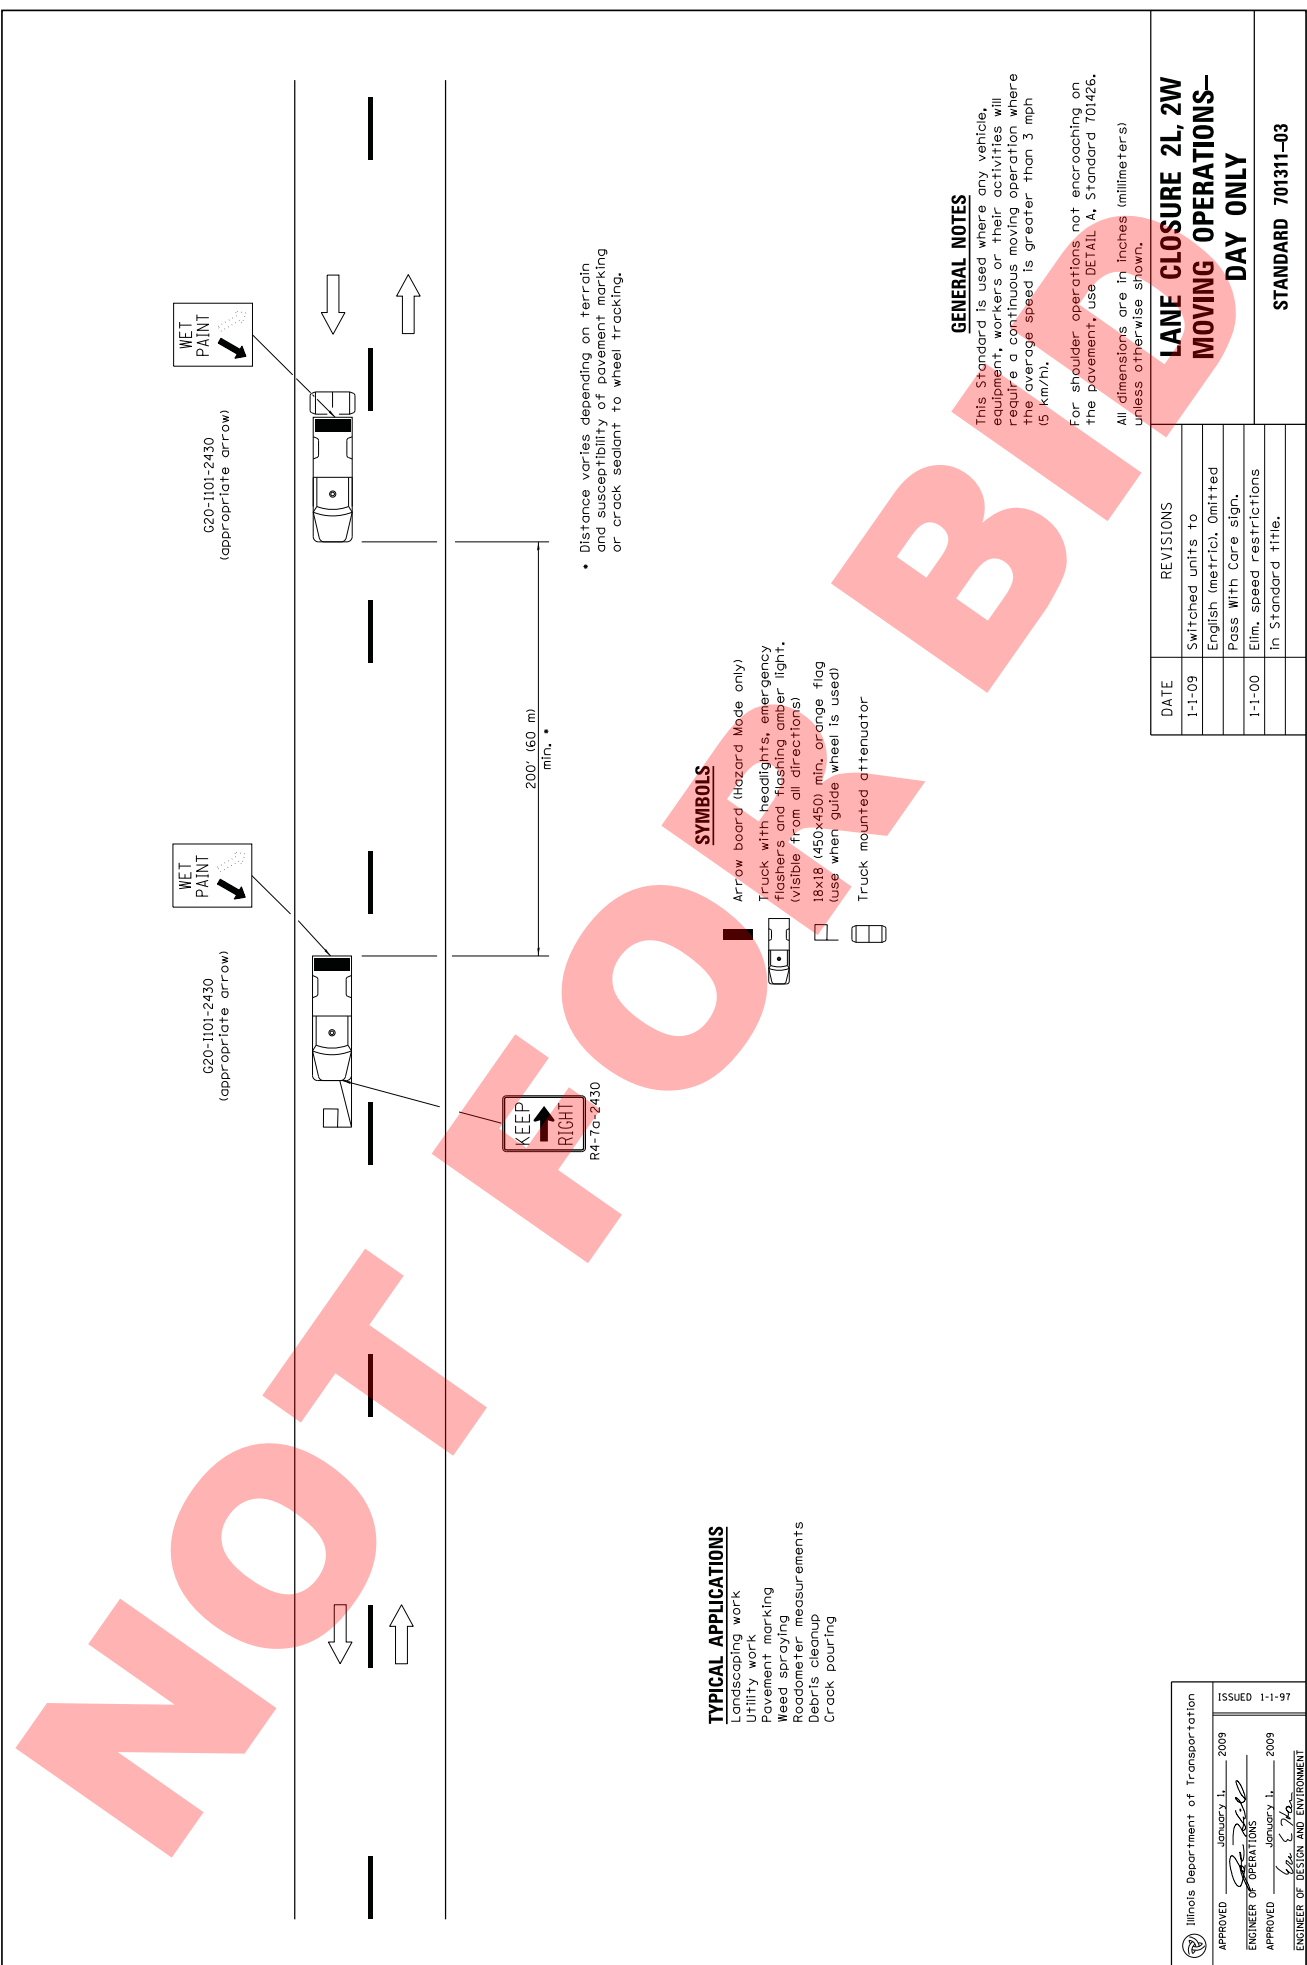 WET
PAINT
G20-I101-2430
(appropriate arrow)
WET
PAINT
G20-I101-2430
(appropriate arrow)
200' (60 m)
min. *
KEEP
RIGHT
R4-7a-2430
* Distance varies depending on terrain
and susceptibility of pavement marking
or crack sealant to wheel tracking.
TYPICAL APPLICATIONS
Landscaping work
Utility work
Pavement marking
Weed spraying
Roadometer measurements
Debris cleanup
Crack pouring
SYMBOLS
Arrow board (Hazard Mode only)
Truck with headlights, emergency
flashers and flashing amber light.
(visible from all directions)
18x18 (450x450) min. orange flag
(use when guide wheel is used)
Truck mounted attenuator
GENERAL NOTES
This Standard is used where any vehicle,
equipment, workers or their activities will
require a continuous moving operation where
the average speed is greater than 3 mph
(5 km/h).
For shoulder operations not encroaching on
the pavement, use DETAIL A, Standard 701426.
All dimensions are in inches (millimeters)
unless otherwise shown.
Illinois Department of Transportation
APPROVED January 1, 2009
ENGINEER OF OPERATIONS
APPROVED January 1, 2009
ENGINEER OF DESIGN AND ENVIRONMENT
ISSUED 1-1-97
DATE REVISIONS
1-1-09 Switched units to
English (metric). Omitted
Pass With Care sign.
1-1-00 Elim. speed restrictions
in Standard title.
LANE CLOSURE 2L, 2W
MOVING OPERATIONS–
DAY ONLY
STANDARD 701311–03
NOT FOR BID